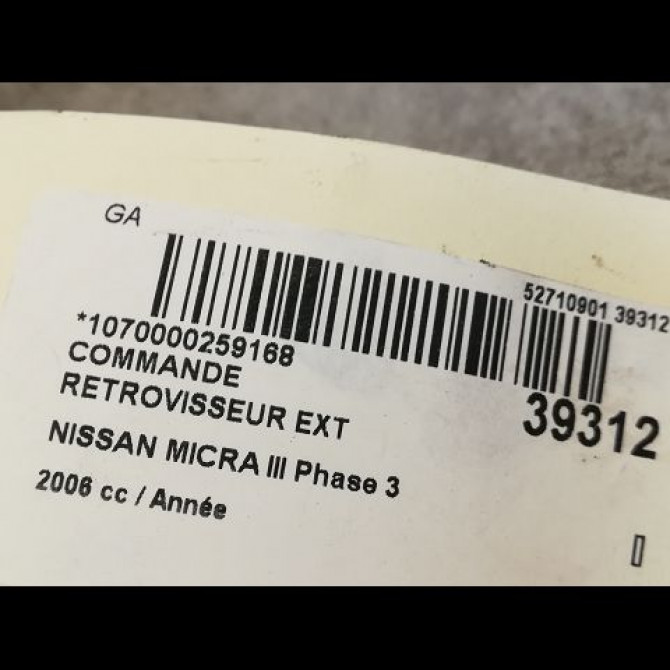 GA
52710901 39312
*1070000259168
COMMANDE
RETROVISSEUR EXT
39312
NISSAN MICRA III Phase 3
2006 cc / Année